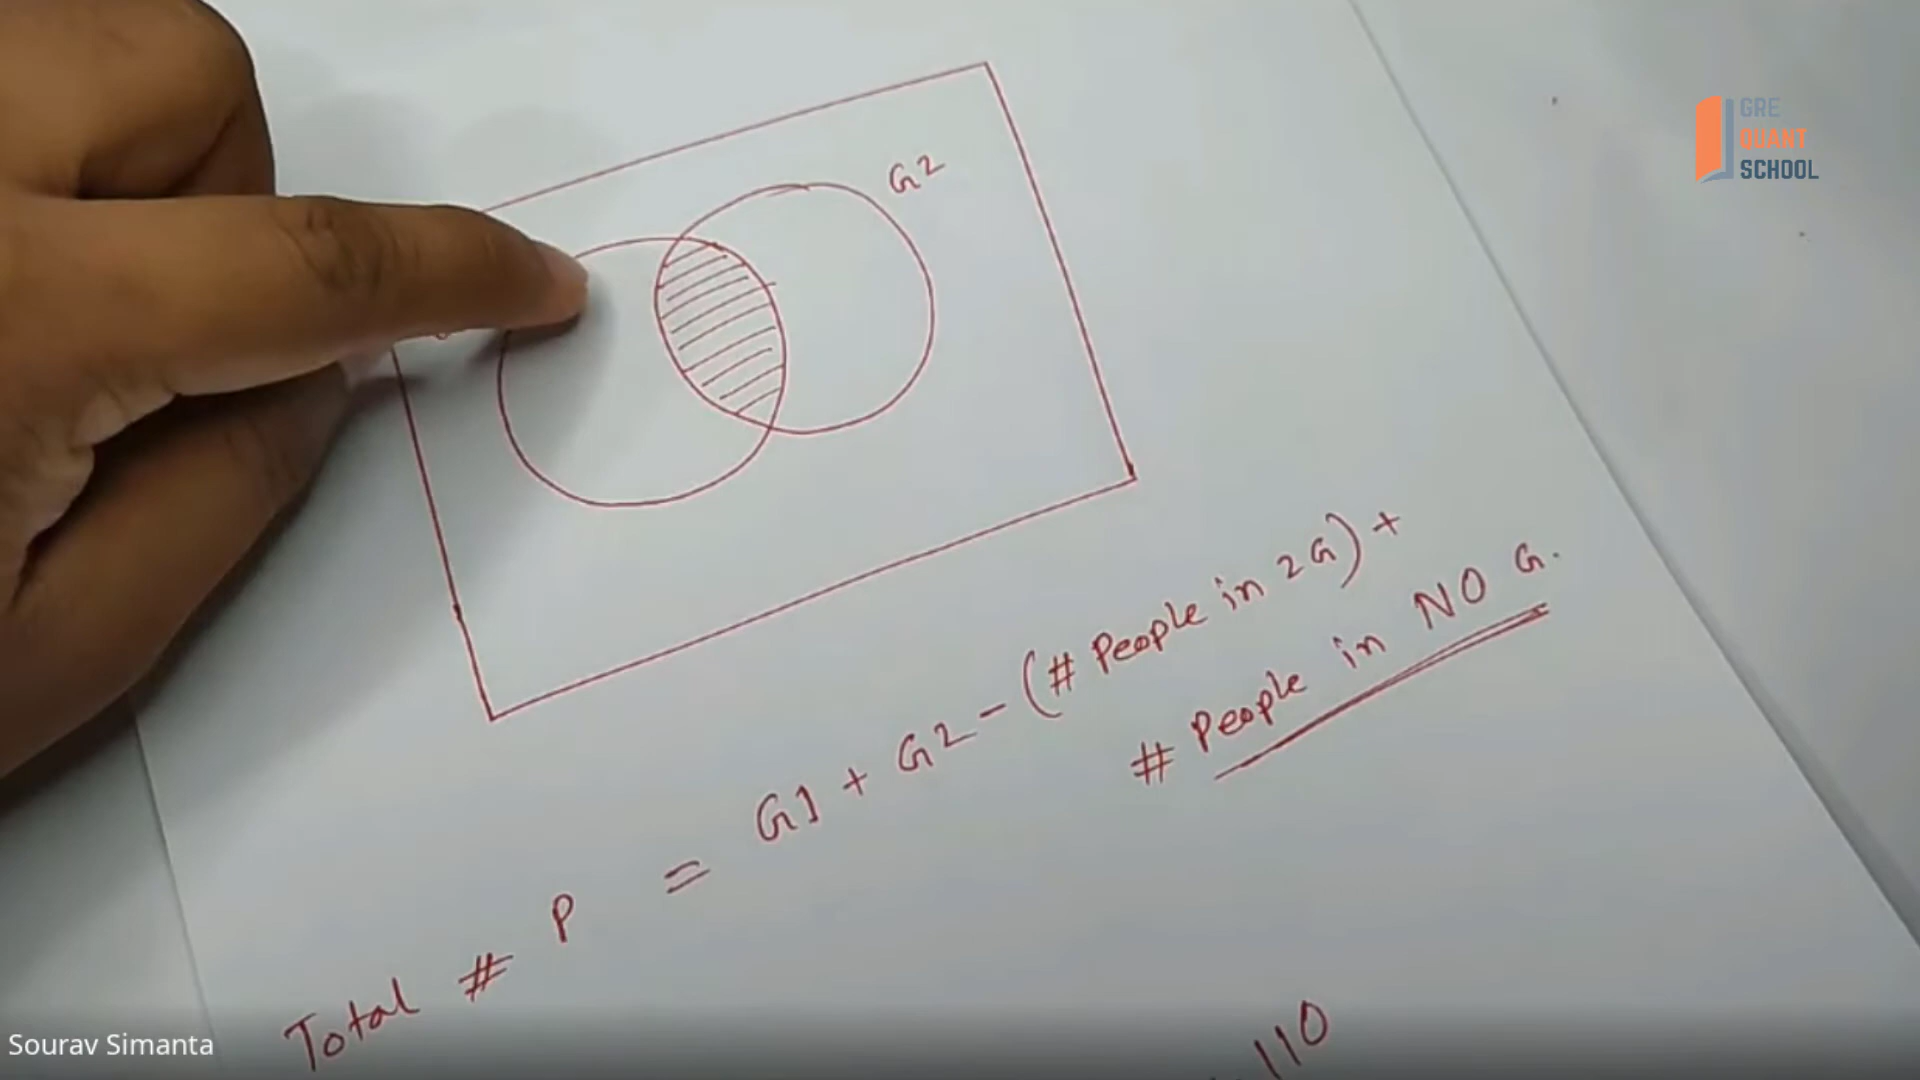 GRE
QUANT
SCHOOL
G2
Total # P = G1 + G2 - (# People in 2G) +
# People in NO G.
110
Sourav Simanta